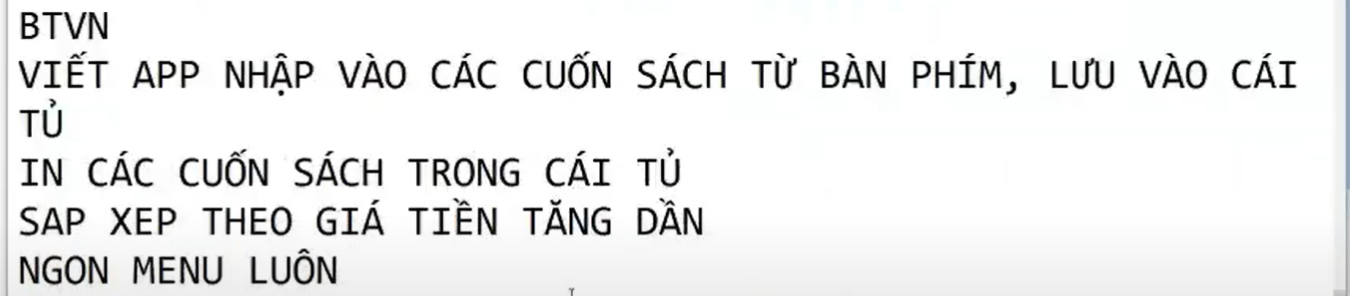 BTVN
VIẾT APP NHẬP VÀO CÁC CUỐN SÁCH TỪ BÀN PHÍM, LƯU VÀO CÁI
TỦ
IN CÁC CUỐN SÁCH TRONG CÁI TỦ
SAP XEP THEO GIÁ TIỀN TĂNG DẦN
NGON MENU LUÔN